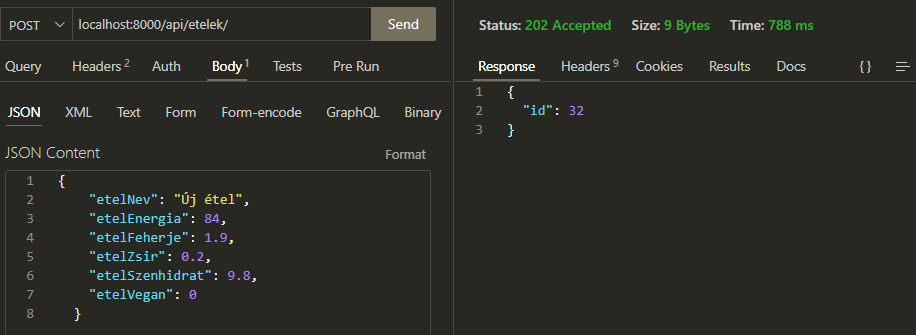 POST localhost:8000/api/etelek/ Send
Query Headers 2 Auth Body 1 Tests Pre Run
JSON XML Text Form Form-encode GraphQL Binary
JSON Content Format
1 {
2 "etelNev": "Új étel",
3 "etelEnergia": 84,
4 "etelFeherje": 1.9,
5 "etelZsir": 0.2,
6 "etelSzenhidrat": 9.8,
7 "etelVegan": 0
8 }
Status: 202 Accepted Size: 9 Bytes Time: 788 ms
Response Headers 9 Cookies Results Docs {}
1 {
2 "id": 32
3 }